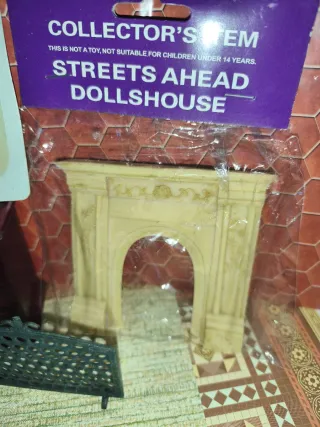 COLLECTOR'S ITEM
THIS IS NOT A TOY, NOT SUITABLE FOR CHILDREN UNDER 14 YEARS.
STREETS AHEAD
DOLLSHOUSE